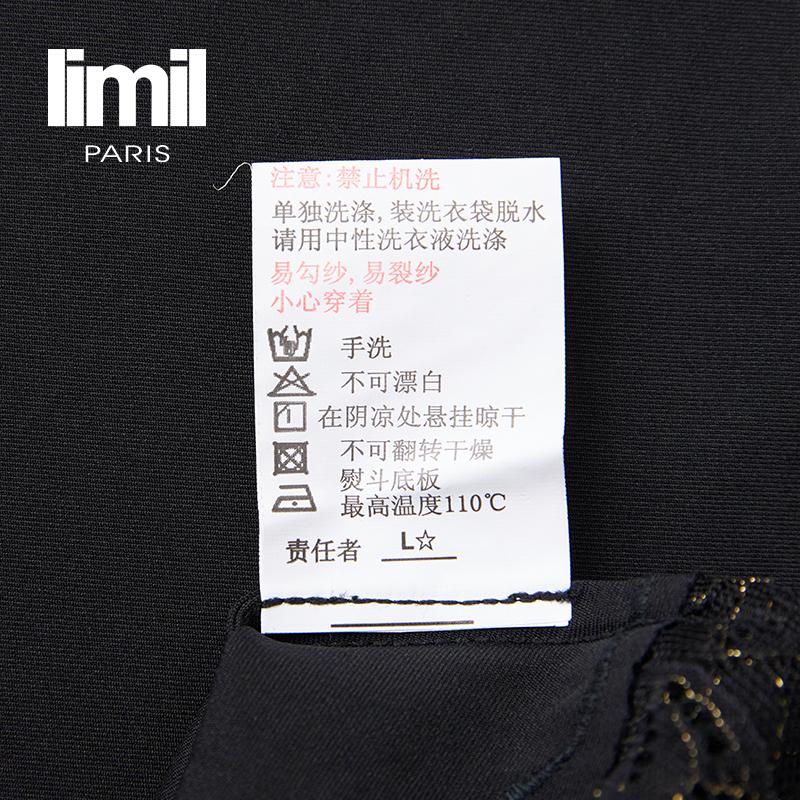 limil
PARIS
注意:禁止机洗
单独洗涤,装洗衣袋脱水
请用中性洗衣液洗涤
易勾纱,易裂纱
小心穿着
手洗
不可漂白
在阴凉处悬挂晾干
不可翻转干燥
熨斗底板
最高温度110℃
责任者 L☆